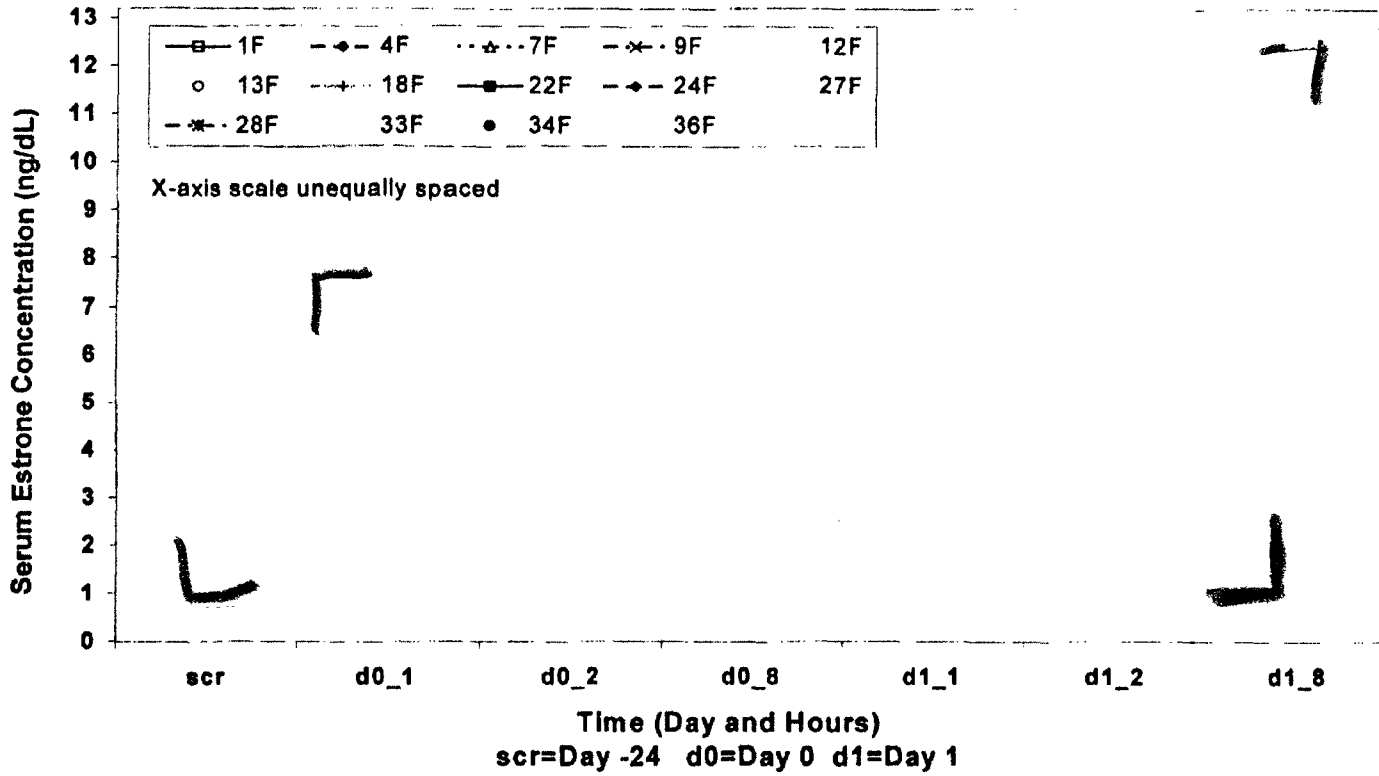 13
12
11
10
9
8
7
6
5
4
3
2
1
0
Serum Estrone Concentration (ng/dL)
1F 4F 7F 9F 12F
13F 18F 22F 24F 27F
28F 33F 34F 36F
X-axis scale unequally spaced
scr d0_1 d0_2 d0_8 d1_1 d1_2 d1_8
Time (Day and Hours)
scr=Day -24 d0=Day 0 d1=Day 1